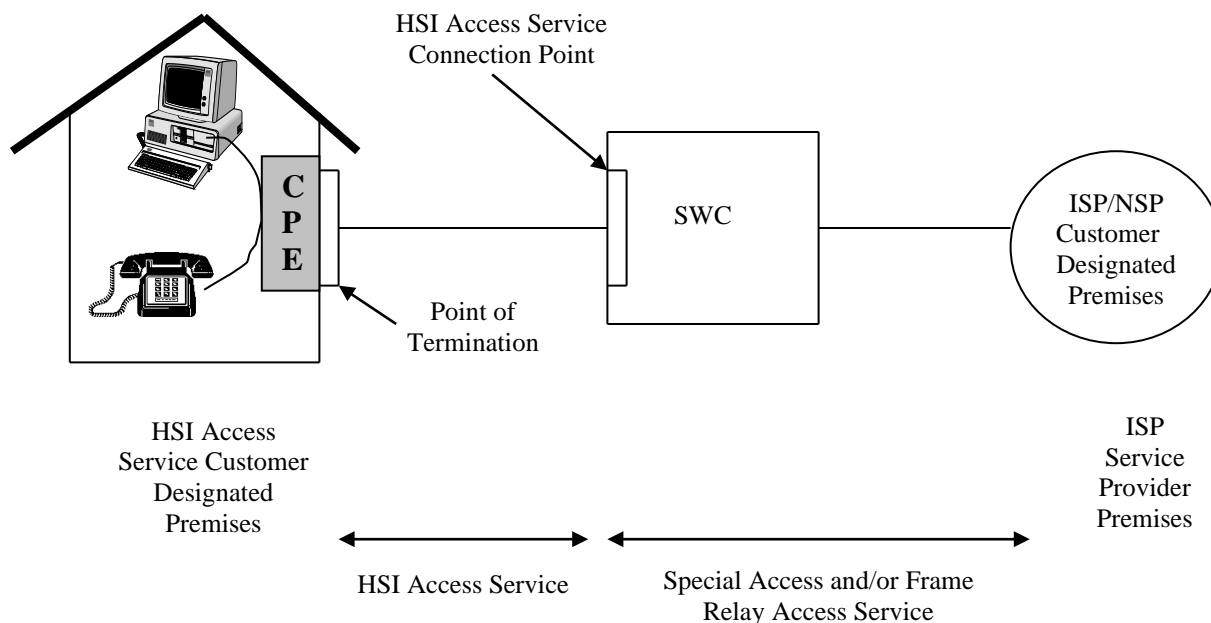 HSI Access Service
Connection Point
C
P
E
SWC
ISP/NSP
Customer
Designated
Premises
Point of
Termination
HSI Access
Service Customer
Designated
Premises
ISP
Service
Provider
Premises
HSI Access Service
Special Access and/or Frame
Relay Access Service